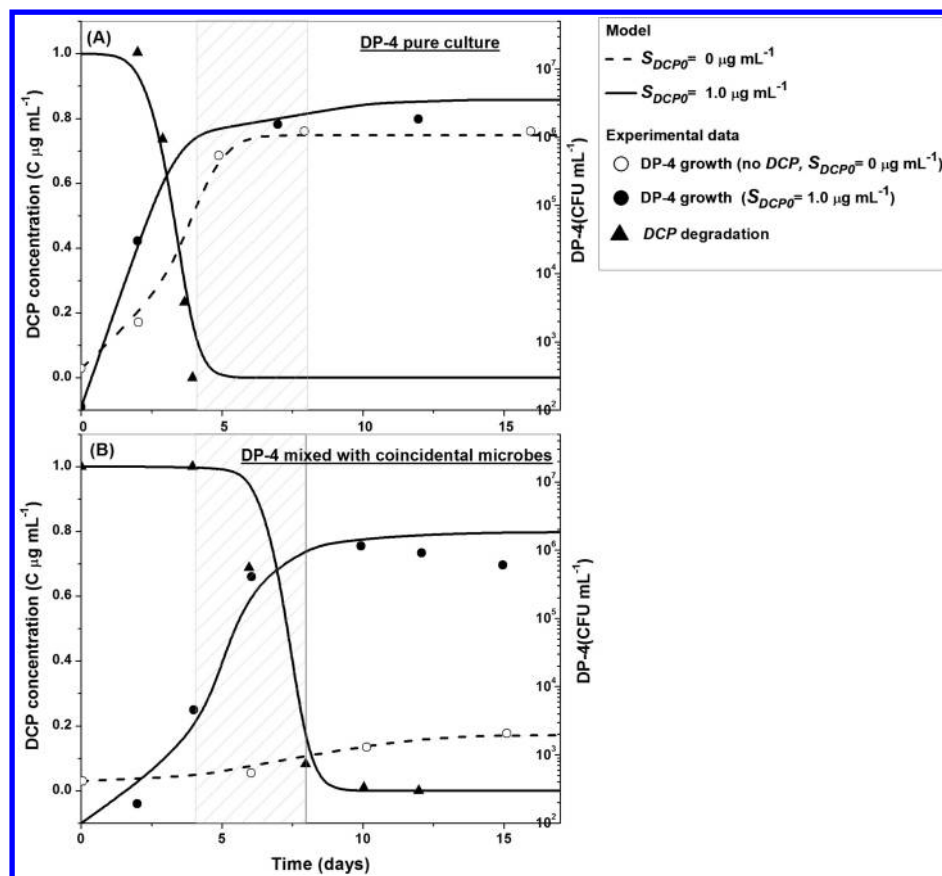 (A)
DP-4 pure culture
DCP concentration (C μg mL⁻¹)
1.0
0.8
0.6
0.4
0.2
0.0
10⁷
10⁶
10⁵
10⁴
10³
10²
DP-4(CFU mL⁻¹)
0
5
10
15
Model
S_DCP0= 0 μg mL⁻¹
S_DCP0= 1.0 μg mL⁻¹
Experimental data
DP-4 growth (no DCP, S_DCP0= 0 μg mL⁻¹)
DP-4 growth (S_DCP0= 1.0 μg mL⁻¹)
DCP degradation
(B)
DP-4 mixed with coincidental microbes
DCP concentration (C μg mL⁻¹)
1.0
0.8
0.6
0.4
0.2
0.0
10⁷
10⁶
10⁵
10⁴
10³
10²
DP-4(CFU mL⁻¹)
0
5
10
15
Time (days)